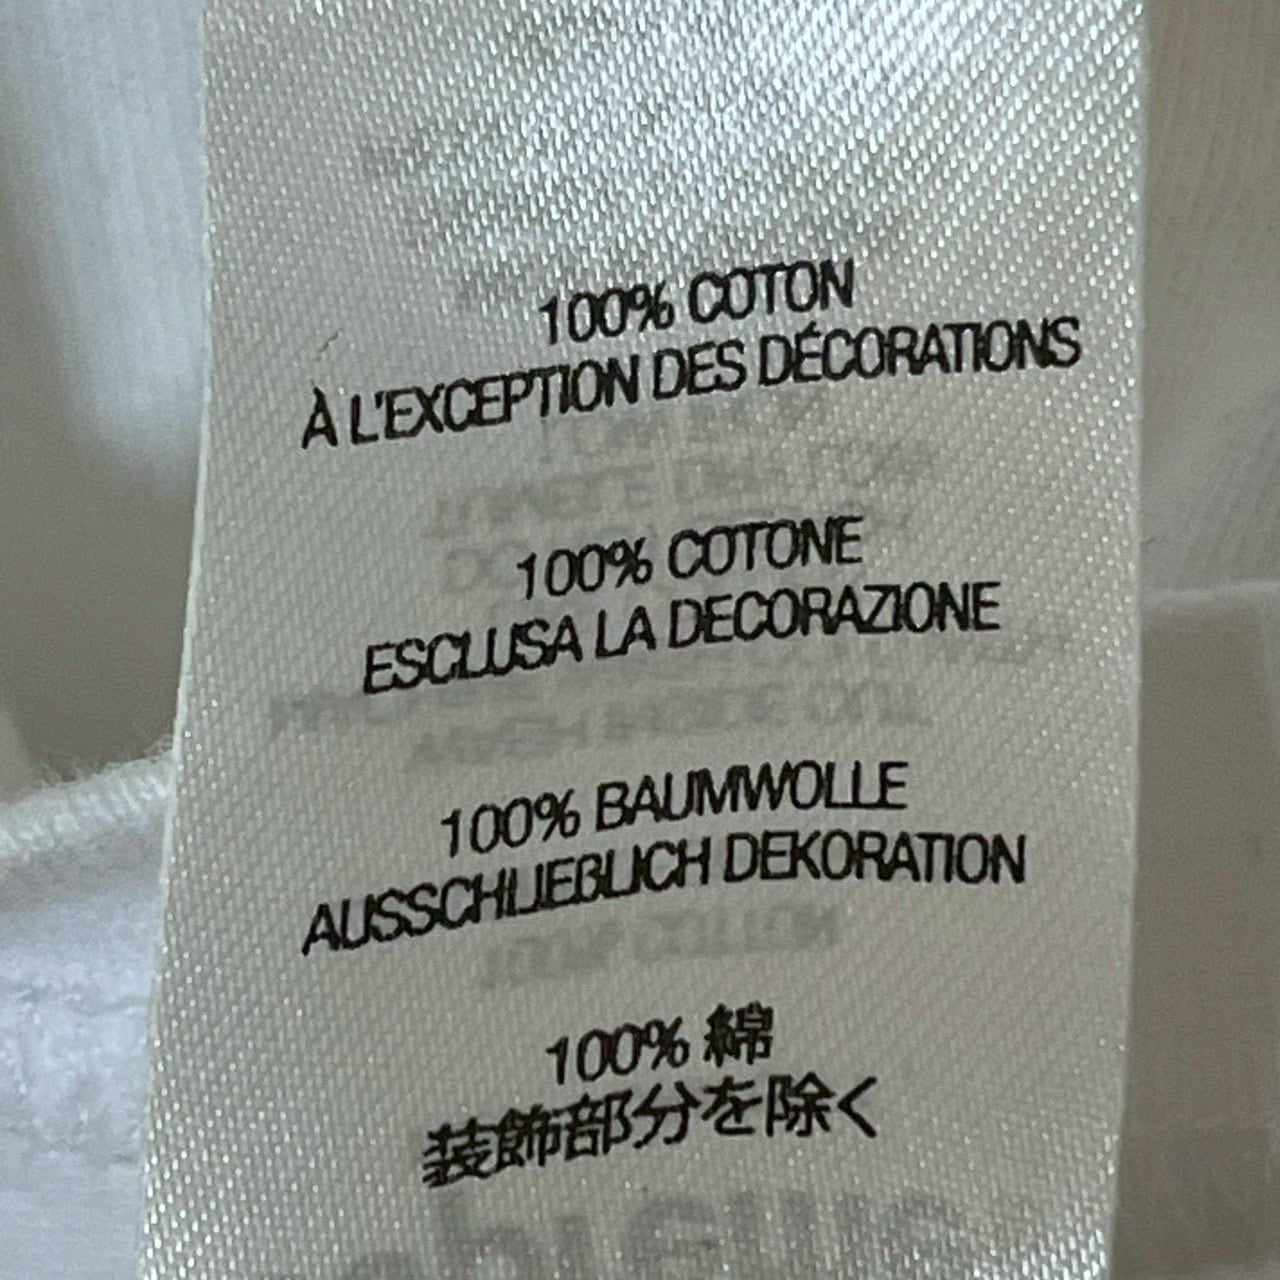 100% COTON
À L'EXCEPTION DES DÉCORATIONS
100% COTONE
ESCLUSA LA DECORAZIONE
100% BAUMWOLLE
AUSSCHLIEBLICH DEKORATION
100% 綿
装飾部分を除く